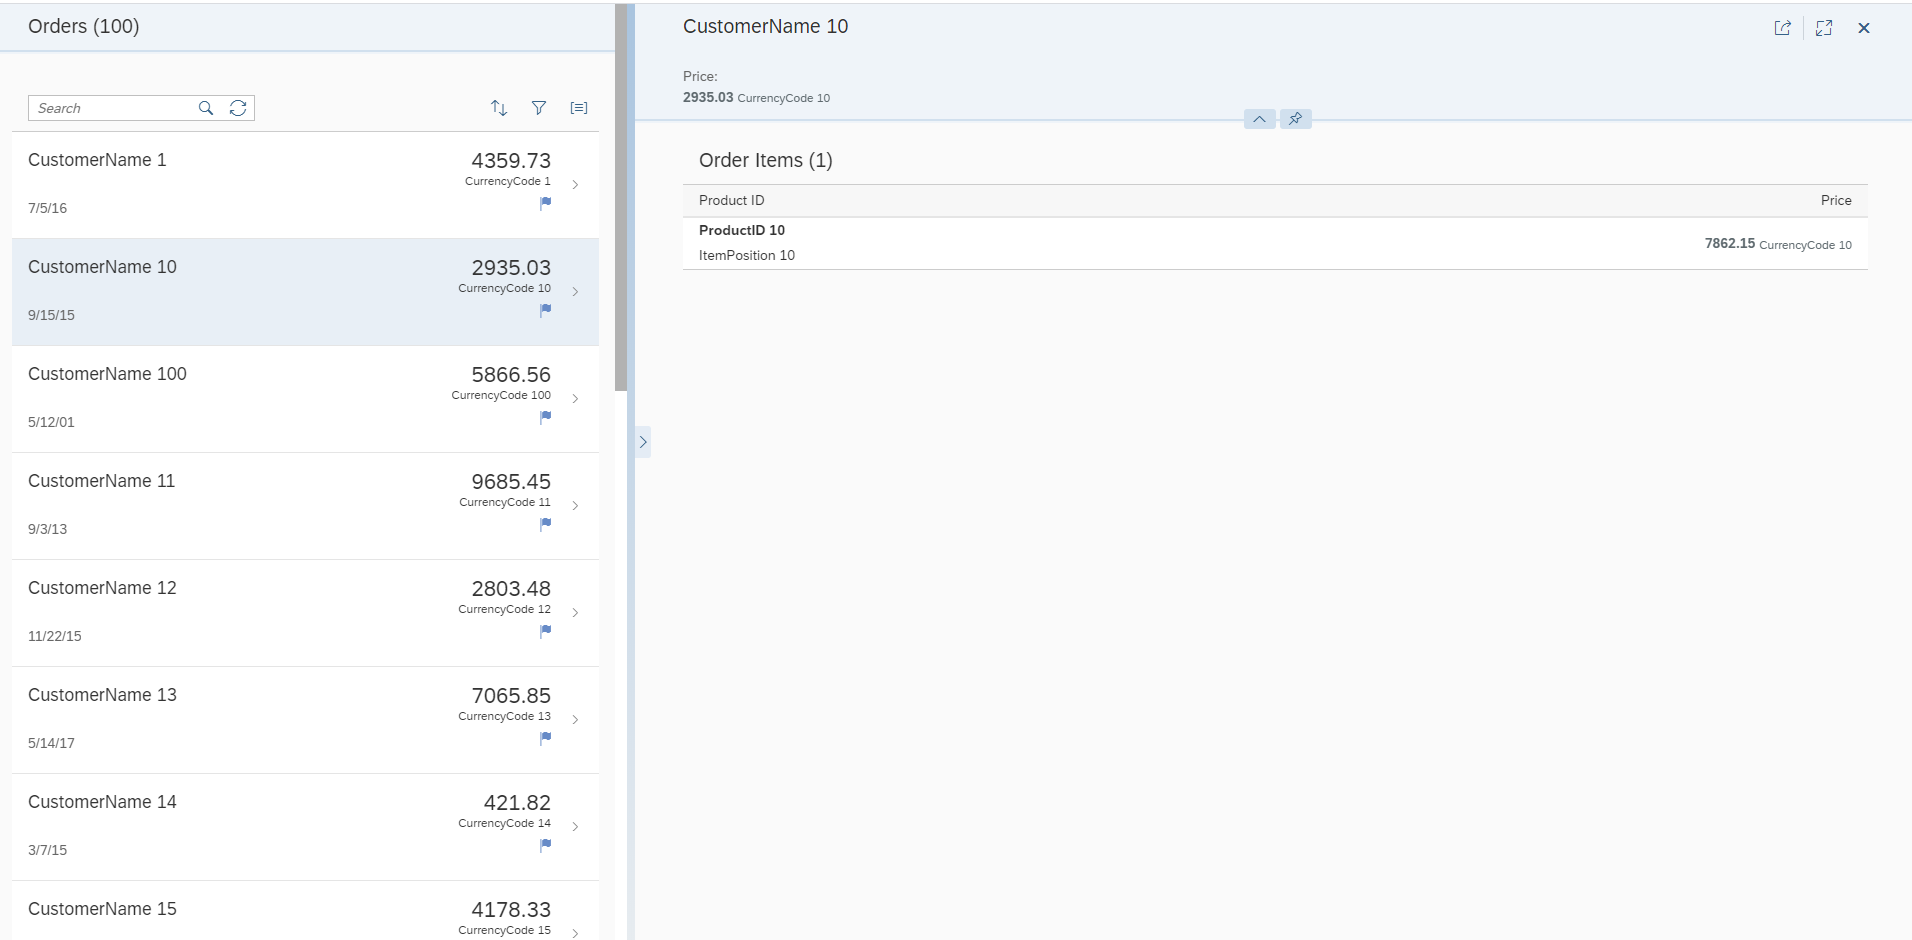 Orders (100)
Search
CustomerName 1
4359.73
CurrencyCode 1
7/5/16
CustomerName 10
2935.03
CurrencyCode 10
9/15/15
CustomerName 100
5866.56
CurrencyCode 100
5/12/01
CustomerName 11
9685.45
CurrencyCode 11
9/3/13
CustomerName 12
2803.48
CurrencyCode 12
11/22/15
CustomerName 13
7065.85
CurrencyCode 13
5/14/17
CustomerName 14
421.82
CurrencyCode 14
3/7/15
CustomerName 15
4178.33
CurrencyCode 15
CustomerName 10
Price:
2935.03 CurrencyCode 10
Order Items (1)
Product ID Price
ProductID 10
ItemPosition 10
7862.15 CurrencyCode 10